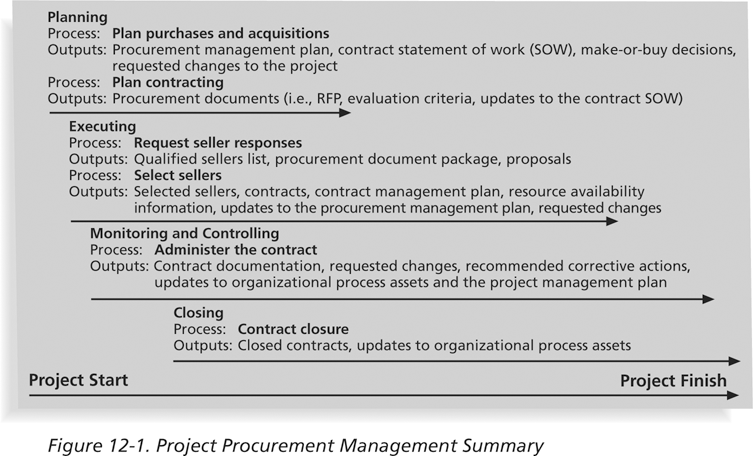 Planning
Process: Plan purchases and acquisitions
Outputs: Procurement management plan, contract statement of work (SOW), make-or-buy decisions,
requested changes to the project
Process: Plan contracting
Outputs: Procurement documents (i.e., RFP, evaluation criteria, updates to the contract SOW)
Executing
Process: Request seller responses
Outputs: Qualified sellers list, procurement document package, proposals
Process: Select sellers
Outputs: Selected sellers, contracts, contract management plan, resource availability
information, updates to the procurement management plan, requested changes
Monitoring and Controlling
Process: Administer the contract
Outputs: Contract documentation, requested changes, recommended corrective actions,
updates to organizational process assets and the project management plan
Closing
Process: Contract closure
Outputs: Closed contracts, updates to organizational process assets
Project Start Project Finish
Figure 12-1. Project Procurement Management Summary